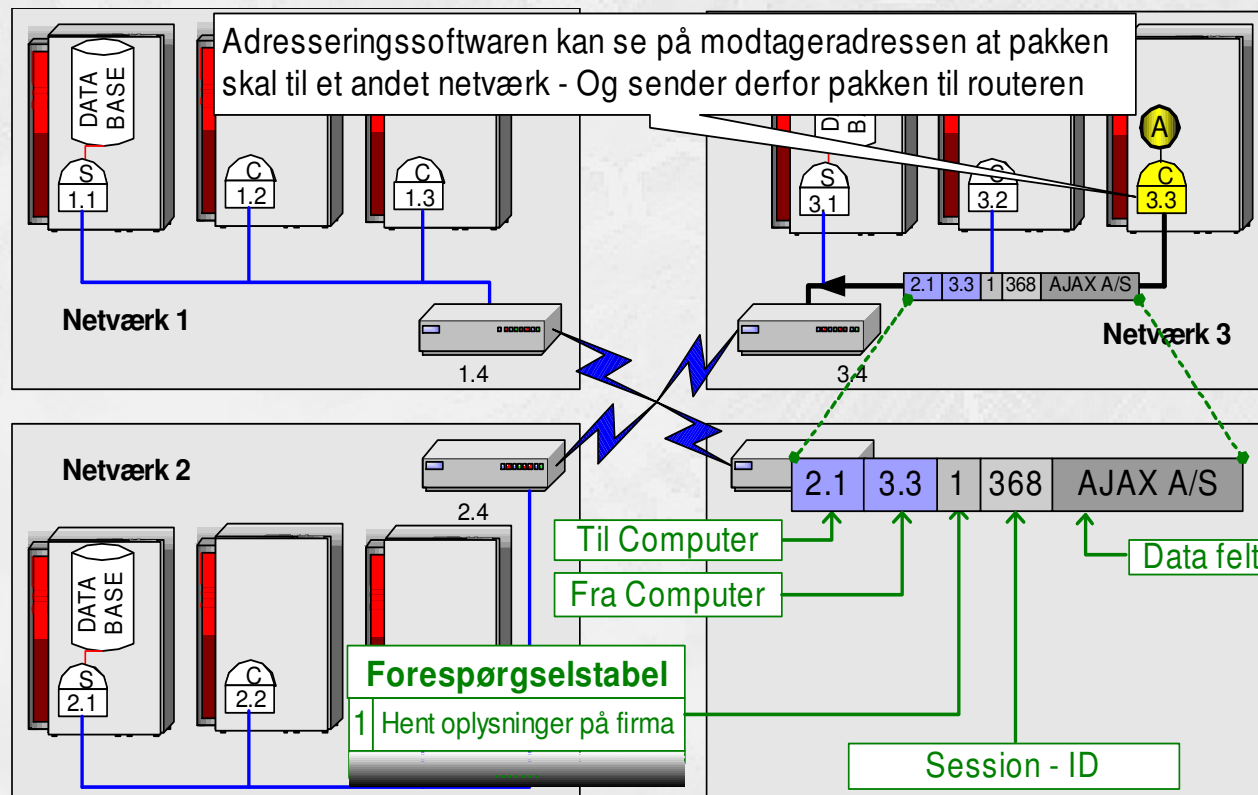 Adresseringssoftwaren kan se på modtageradressen at pakken
skal til et andet netværk - Og sender derfor pakken til routeren
DATA
BASE
S
1.1
C
1.2
C
1.3
Netværk 1
1.4
S
3.1
3.2
A
C
3.3
2.1 3.3 1 368 AJAX A/S
Netværk 3
3.4
Netværk 2
2.4
DATA
BASE
S
2.1
C
2.2
2.1 3.3 1 368 AJAX A/S
Til Computer
Fra Computer
Data felt
Forespørgselstabel
1 Hent oplysninger på firma
Session - ID